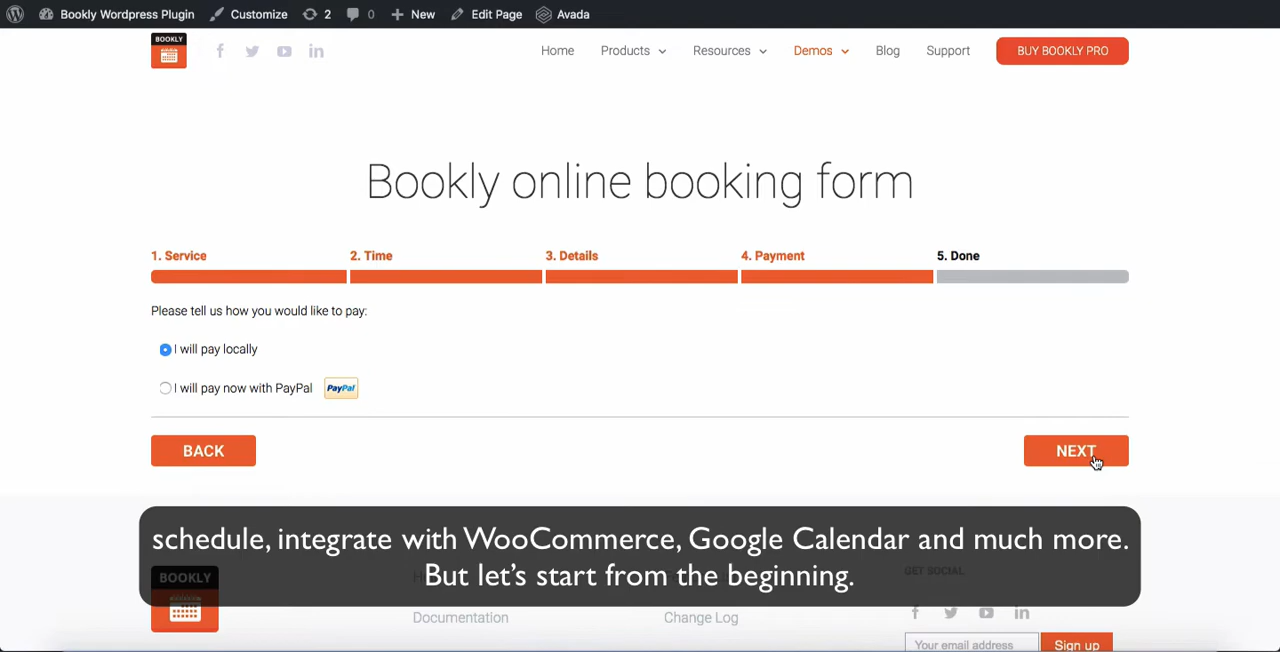 Bookly Wordpress Plugin Customize 2 0 New Edit Page Avada
BOOKLY
Home Products Resources Demos Blog Support BUY BOOKLY PRO
Bookly online booking form
1. Service 2. Time 3. Details 4. Payment 5. Done
Please tell us how you would like to pay:
I will pay locally
I will pay now with PayPal PayPal
BACK NEXT
schedule, integrate with WooCommerce, Google Calendar and much more.
But let's start from the beginning.
BOOKLY
GET SOCIAL
Documentation Change Log
Your email address Sign up